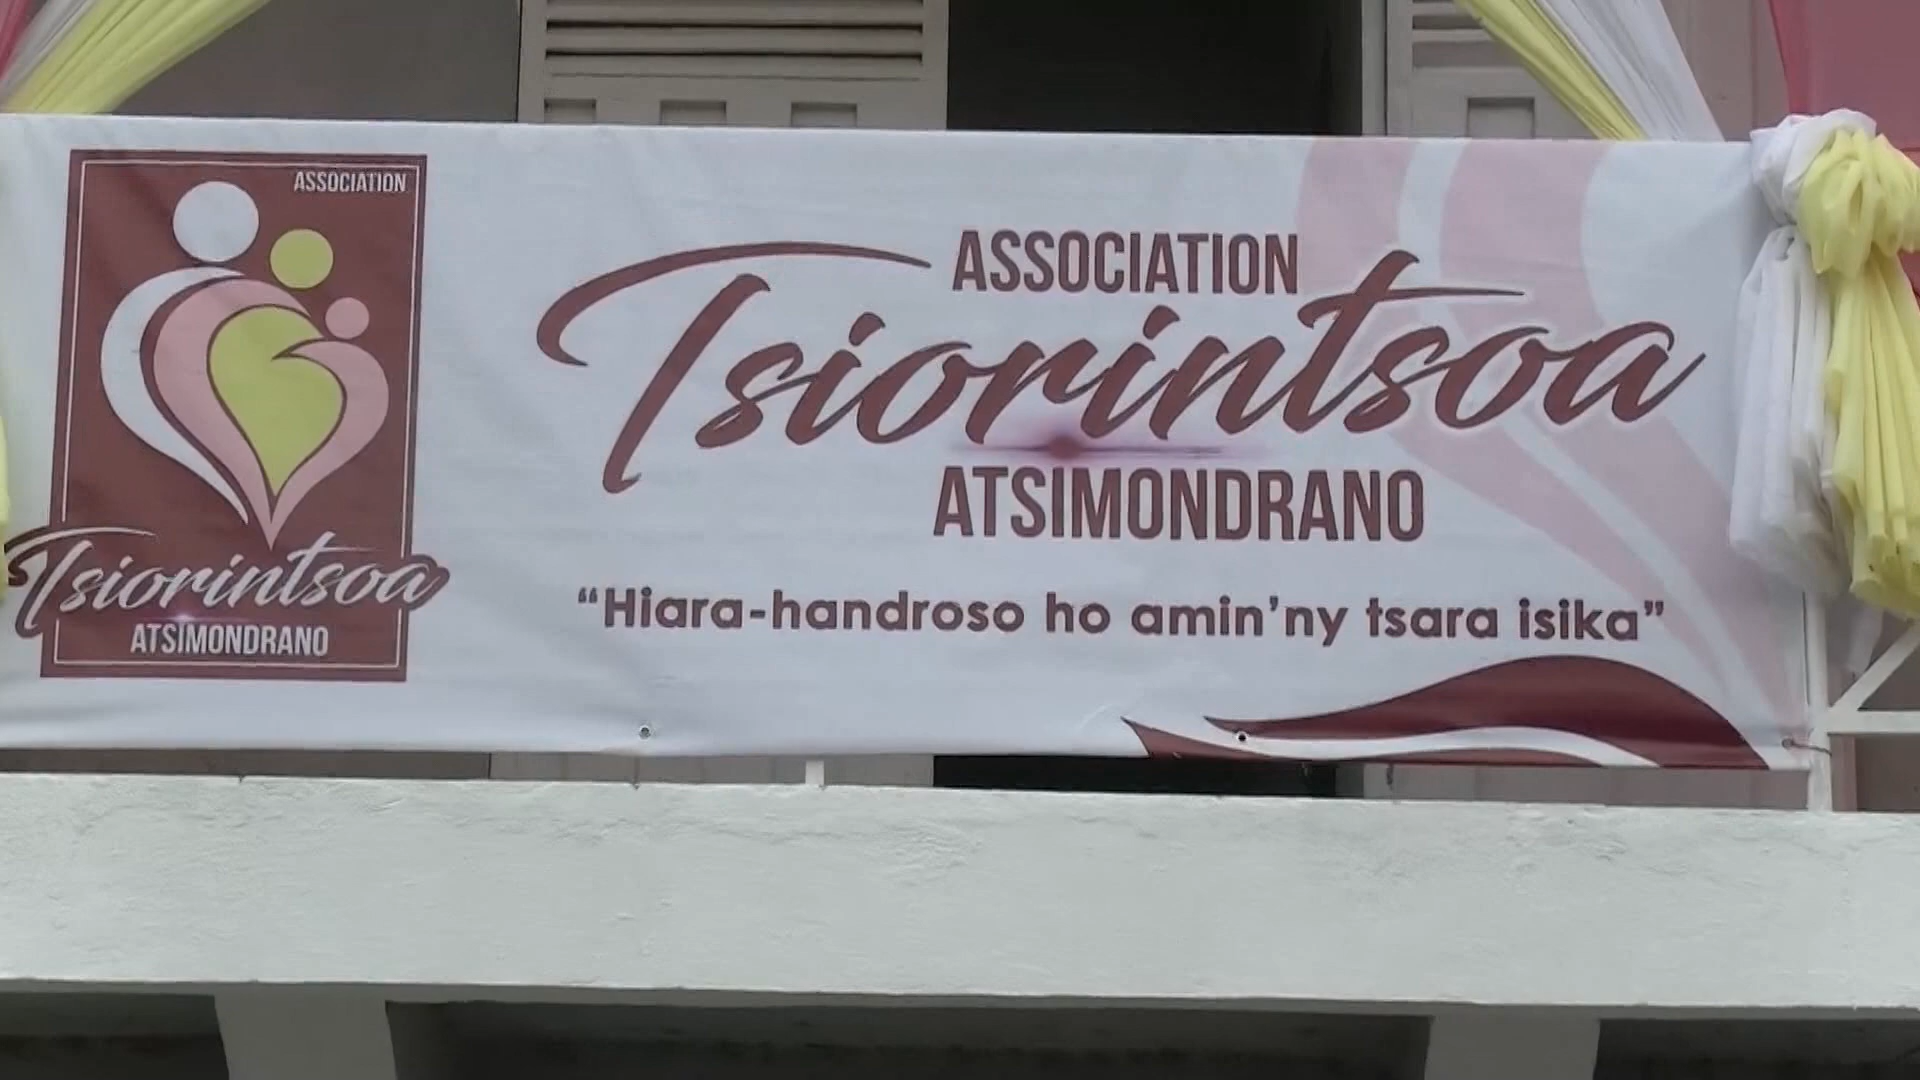 ASSOCIATION
Tsiorintsoa
ATSIMONDRANO
ASSOCIATION
Tsiorintsoa
ATSIMONDRANO
“Hiara-handroso ho amin’ny tsara isika”